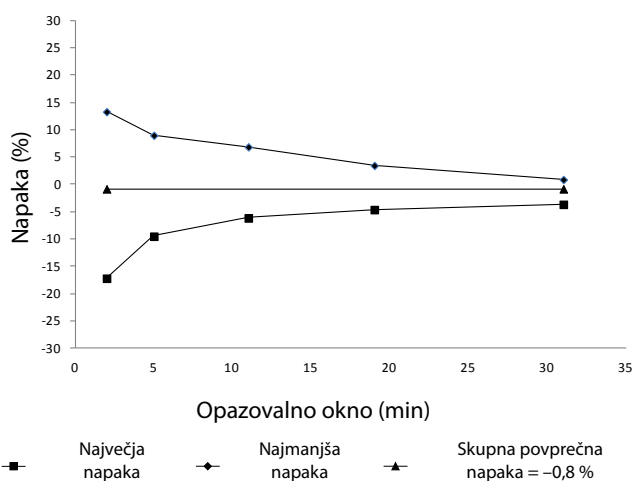 30
25
20
15
10
5
0
-5
-10
-15
-20
-25
-30
Napaka (%)
0 5 10 15 20 25 30 35
Opazovalno okno (min)
Največja
napaka
Najmanjša
napaka
Skupna povprečna
napaka = –0,8 %